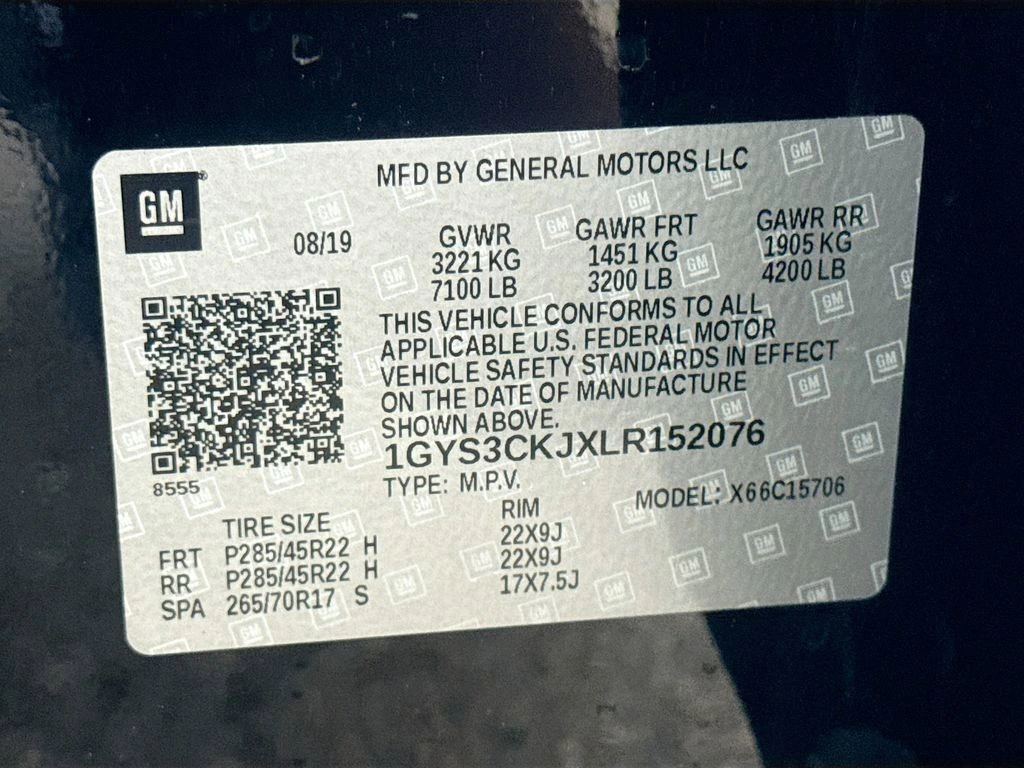 GM
MFD BY GENERAL MOTORS LLC
08/19
GVWR GAWR FRT GAWR RR
3221 KG 1451 KG 1905 KG
7100 LB 3200 LB 4200 LB
THIS VEHICLE CONFORMS TO ALL
APPLICABLE U.S. FEDERAL MOTOR
VEHICLE SAFETY STANDARDS IN EFFECT
ON THE DATE OF MANUFACTURE
SHOWN ABOVE.
1GYS3CKJXLR152076
8555
TYPE: M.P.V. MODEL: X66C15706
TIRE SIZE RIM
FRT P285/45R22 H 22X9J
RR P285/45R22 H 22X9J
SPA 265/70R17 S 17X7.5J